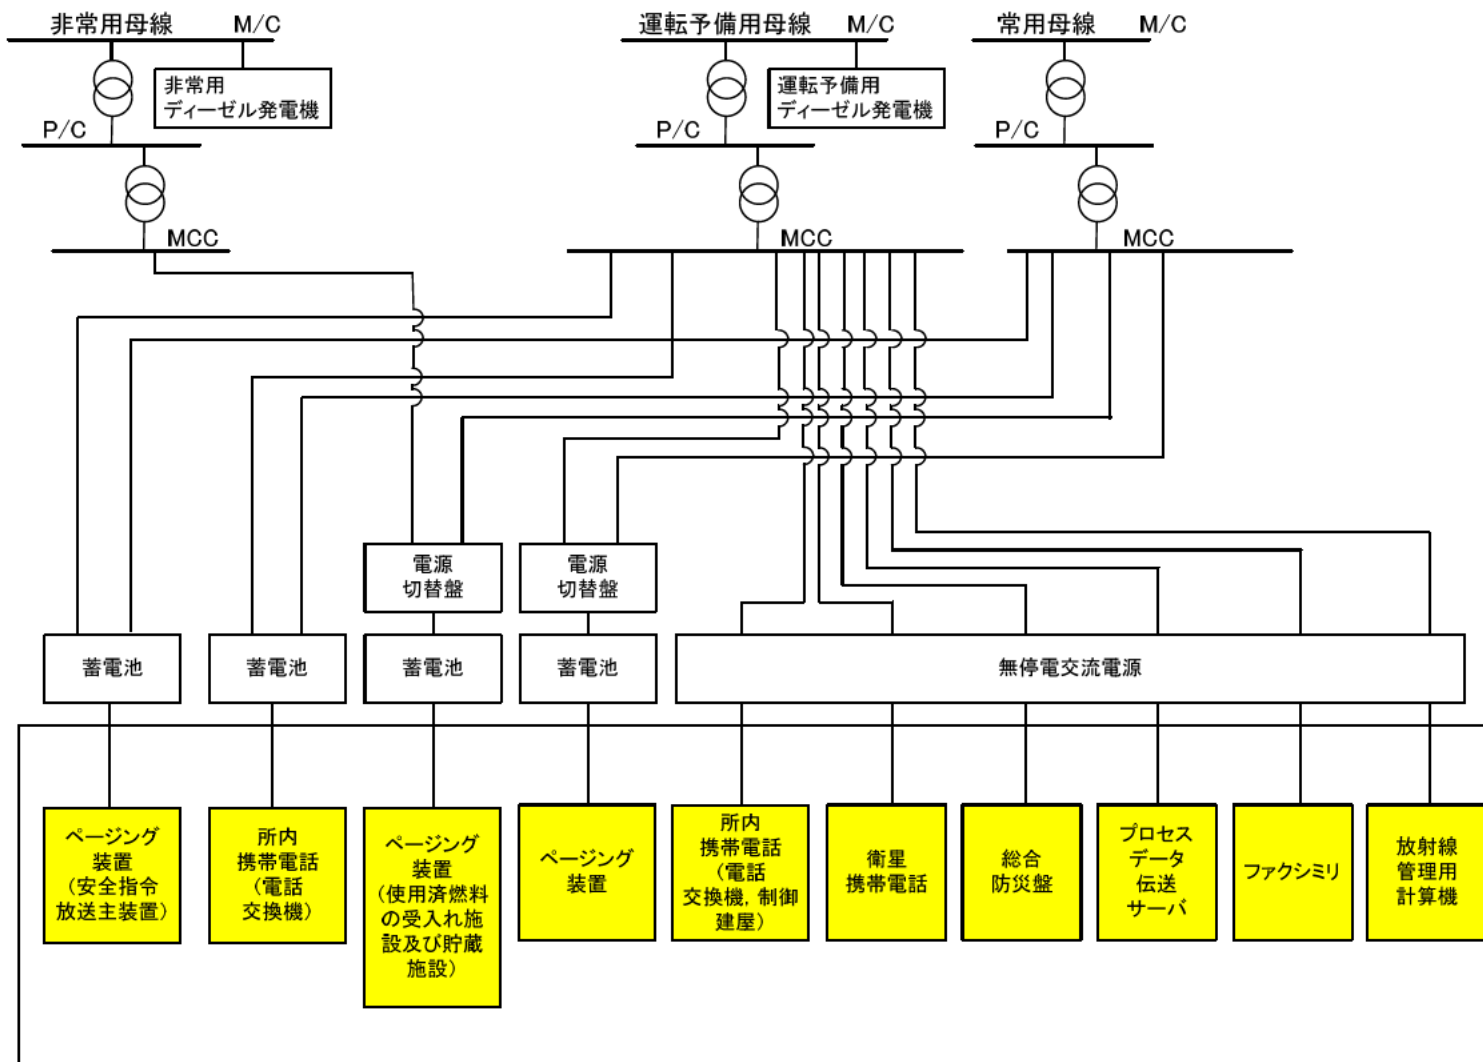 非常用母線 M/C
運転予備用母線 M/C
常用母線 M/C
非常用
ディーゼル発電機
運転予備用
ディーゼル発電機
P/C
P/C
P/C
MCC
MCC
MCC
電源
切替盤
電源
切替盤
蓄電池
蓄電池
蓄電池
蓄電池
無停電交流電源
ページング
装置
(安全指令
放送主装置)
所内
携帯電話
(電話
交換機)
ページング
装置
(使用済燃料
の受入れ施
設及び貯蔵
施設)
ページング
装置
所内
携帯電話
(電話
交換機, 制御
建屋)
衛星
携帯電話
総合
防災盤
プロセス
データ
伝送
サーバ
ファクシミリ
放射線
管理用
計算機